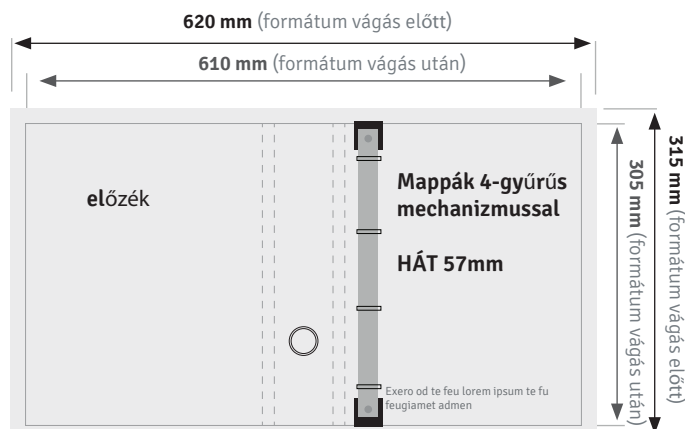 620 mm (formátum vágás előtt)
610 mm (formátum vágás után)
előzék
Mappák 4-gyűrűs
mechanizmussal
HÁT 57mm
Exero od te feu lorem ipsum te fu
feugiamet admen
305 mm (formátum vágás után)
315 mm (formátum vágás előtt)